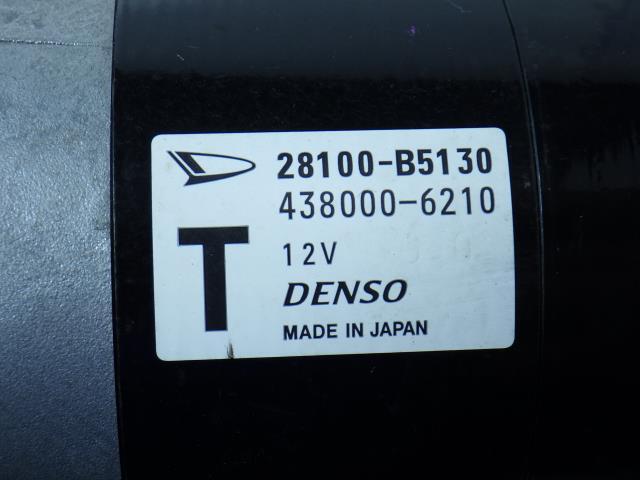 28100-B5130
438000-6210
T
12V
DENSO
MADE IN JAPAN